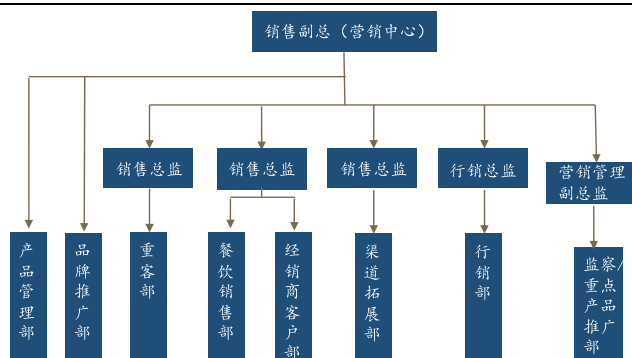 销售副总（营销中心）
销售总监
销售总监
销售总监
行销总监
营销管理
副总监
产品管理部
品牌推广部
重客部
餐饮销售部
经销商客户部
渠道拓展部
行销部
监察/
重点
产品
推广
部